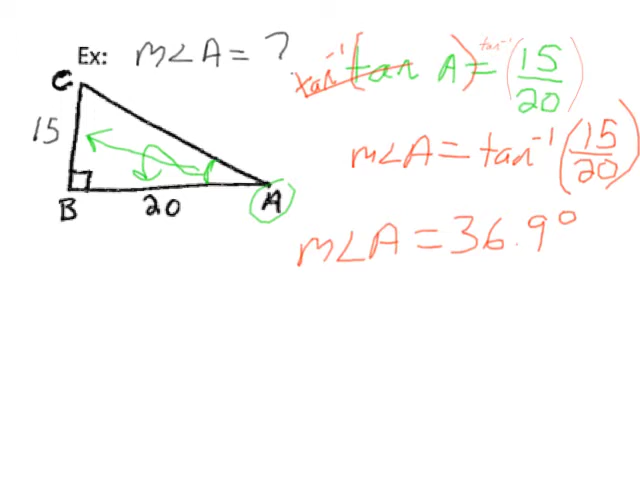 Ex: m∠A = ?
tan⁻¹(tan A) = tan⁻¹(15/20)
C
15
B
20
A
m∠A = tan⁻¹(15/20)
m∠A = 36.9°